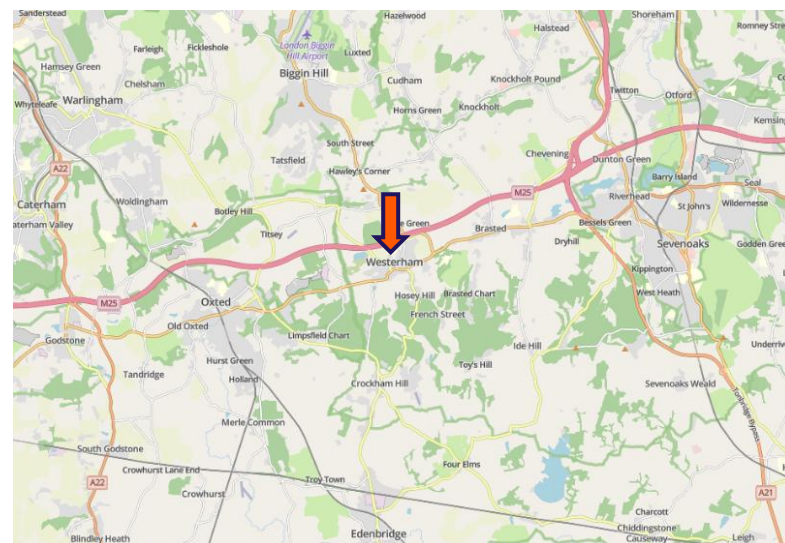 Sanderstead
Hazelwood
Shoreham
Halstead
Romney Stre
Farleigh
Fickleshole
London Biggin
Hill Airport
Luxted
Hamsey Green
Biggin Hill
Cudham
Knockholt Pound
Chelsham
Twitton
Otford
Whyteleafe
Warlingham
Horns Green
Knockholt
Kemsing
South Street
A22
Tatsfield
Hawley's Corner
Chevening
Dunton Green
Barry Island
Seal
Woldingham
M25
Riverhead
St John's
Wildernesse
Caterham
Botley Hill
aterham Valley
Titsey
e Green
Brasted
Bessels Green
Dryhill
Sevenoaks
Godden Gree
Westerham
Kippington
M25
Oxted
Hosey Hill
Brasted Chart
West Heath
French Street
Old Oxted
Limpsfield Chart
Godstone
Ide Hill
Underriv
Hurst Green
Toy's Hill
Tandridge
Holland
Crockham Hill
Sevenoaks Weald
Tonbridge Bypass
Merle Common
South Godstone
Crowhurst Lane End
Four Elms
A22
Troy Town
Crowhurst
A21
Charcott
Blindley Heath
Edenbridge
Chiddingstone
Causeway
Leigh